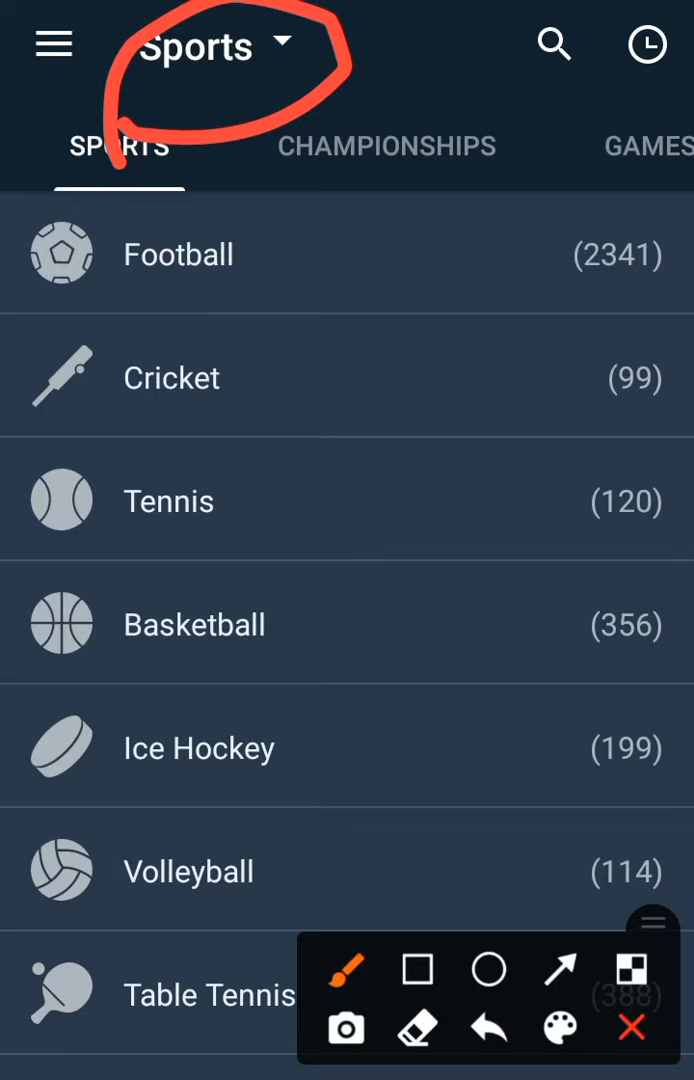 Sports
SPORTS CHAMPIONSHIPS GAMES
Football (2341)
Cricket (99)
Tennis (120)
Basketball (356)
Ice Hockey (199)
Volleyball (114)
Table Tennis (388)